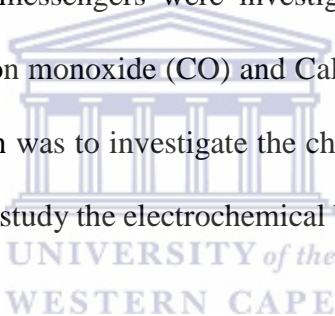 messengers were investig
on monoxide (CO) and Cal
was to investigate the ch
study the electrochemical
UNIVERSITY of the
WESTERN CAPE